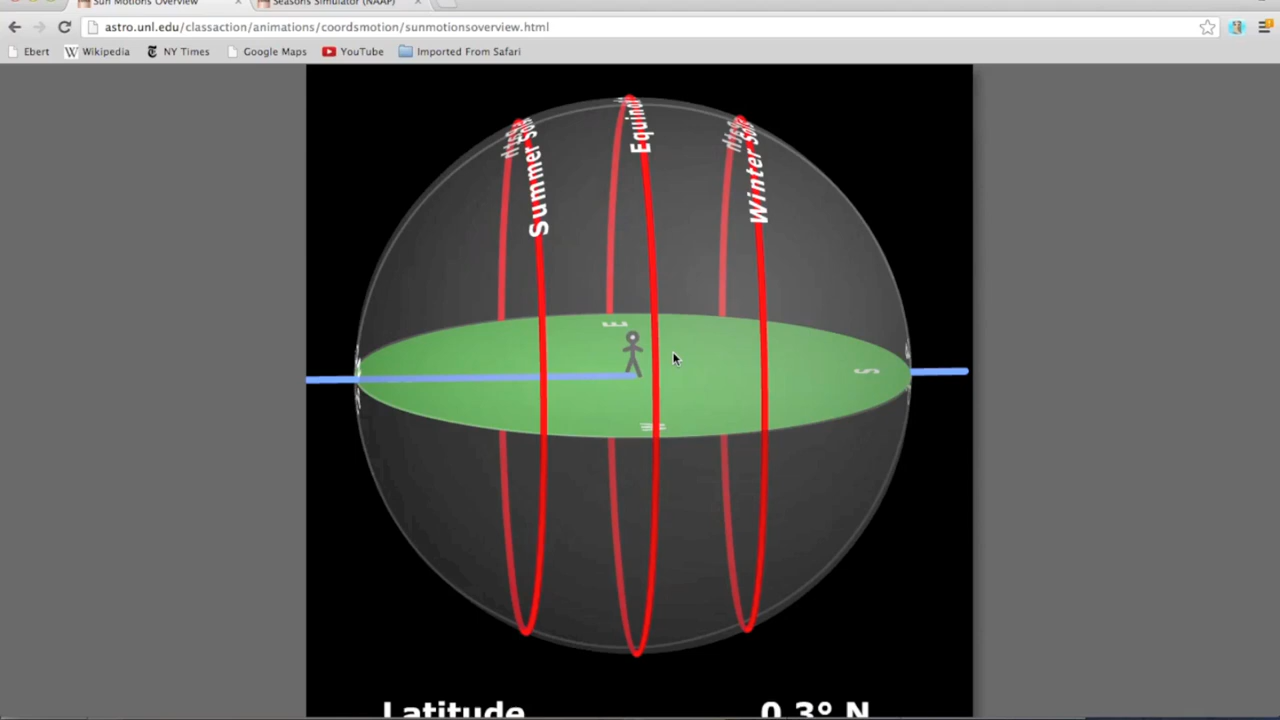 Sun Motions Overview
Seasons Simulator (NAAP)
astro.unl.edu/classaction/animations/coordsmotion/sunmotionsoverview.html
Ebert
Wikipedia
NY Times
Google Maps
YouTube
Imported From Safari
Summer
Equinox
Winter
E
S
Latitude
0.3° N